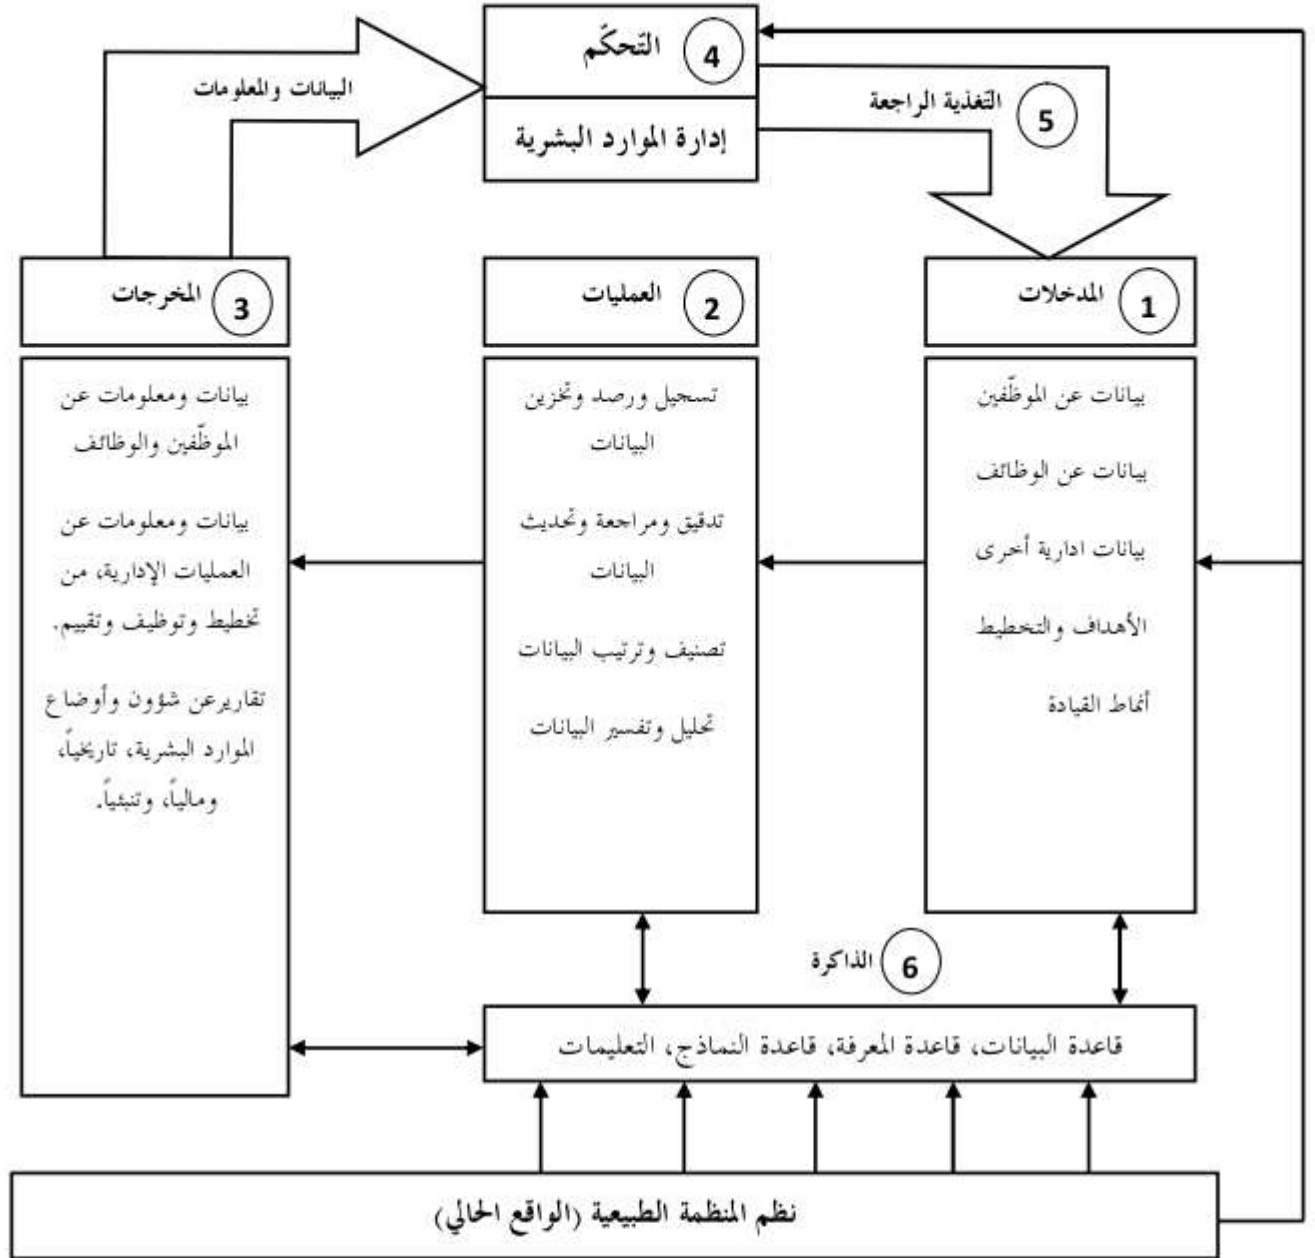 التّحكّم
4
إدارة الموارد البشرية
البيانات والمعلومات
التّغذية الراجعة
5
المدخلات
1
بيانات عن الموظّفين
بيانات عن الوظائف
بيانات ادارية أخرى
الأهداف والتخطيط
أنماط القيادة
العمليات
2
تسجيل ورصد وتخزين
البيانات
تدقيق ومراجعة وتحديث
البيانات
تصنيف وترتيب البيانات
تحليل وتفسير البيانات
المخرجات
3
بيانات ومعلومات عن
الموظّفين والوظائف
بيانات ومعلومات عن
العمليات الإدارية، من
تخطيط وتوظيف وتقييم.
تقاريرعن شؤون وأوضاع
الموارد البشرية، تاريخياً،
ومالياً، وتنبئياً.
الذاكرة
6
قاعدة البيانات، قاعدة المعرفة، قاعدة النماذج، التعليمات
نظم المنظمة الطبيعية (الواقع الحالي)